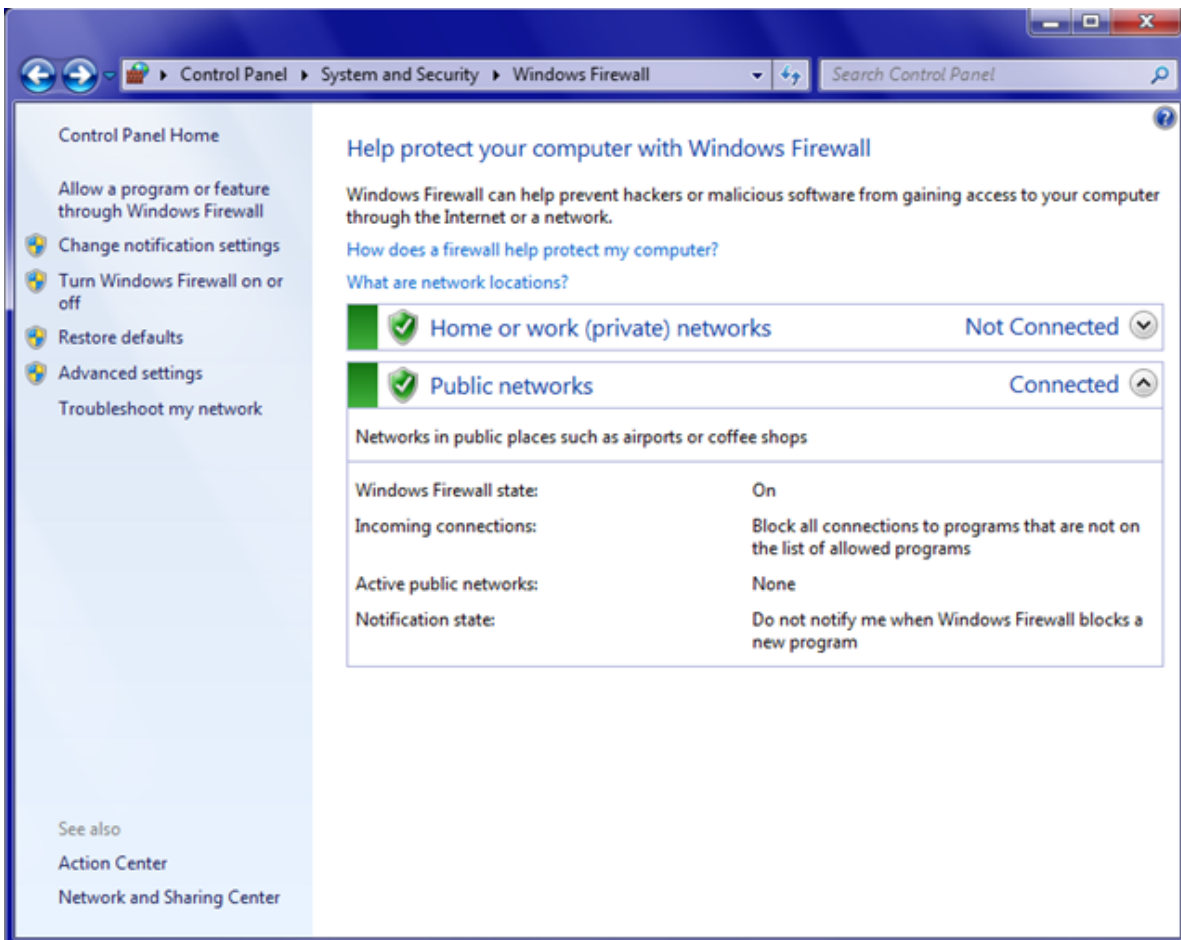 Control Panel ▸ System and Security ▸ Windows Firewall
Search Control Panel
Control Panel Home
Allow a program or feature
through Windows Firewall
Change notification settings
Turn Windows Firewall on or
off
Restore defaults
Advanced settings
Troubleshoot my network
See also
Action Center
Network and Sharing Center
Help protect your computer with Windows Firewall
Windows Firewall can help prevent hackers or malicious software from gaining access to your computer
through the Internet or a network.
How does a firewall help protect my computer?
What are network locations?
Home or work (private) networks Not Connected
Public networks Connected
Networks in public places such as airports or coffee shops
Windows Firewall state: On
Incoming connections: Block all connections to programs that are not on
the list of allowed programs
Active public networks: None
Notification state: Do not notify me when Windows Firewall blocks a
new program